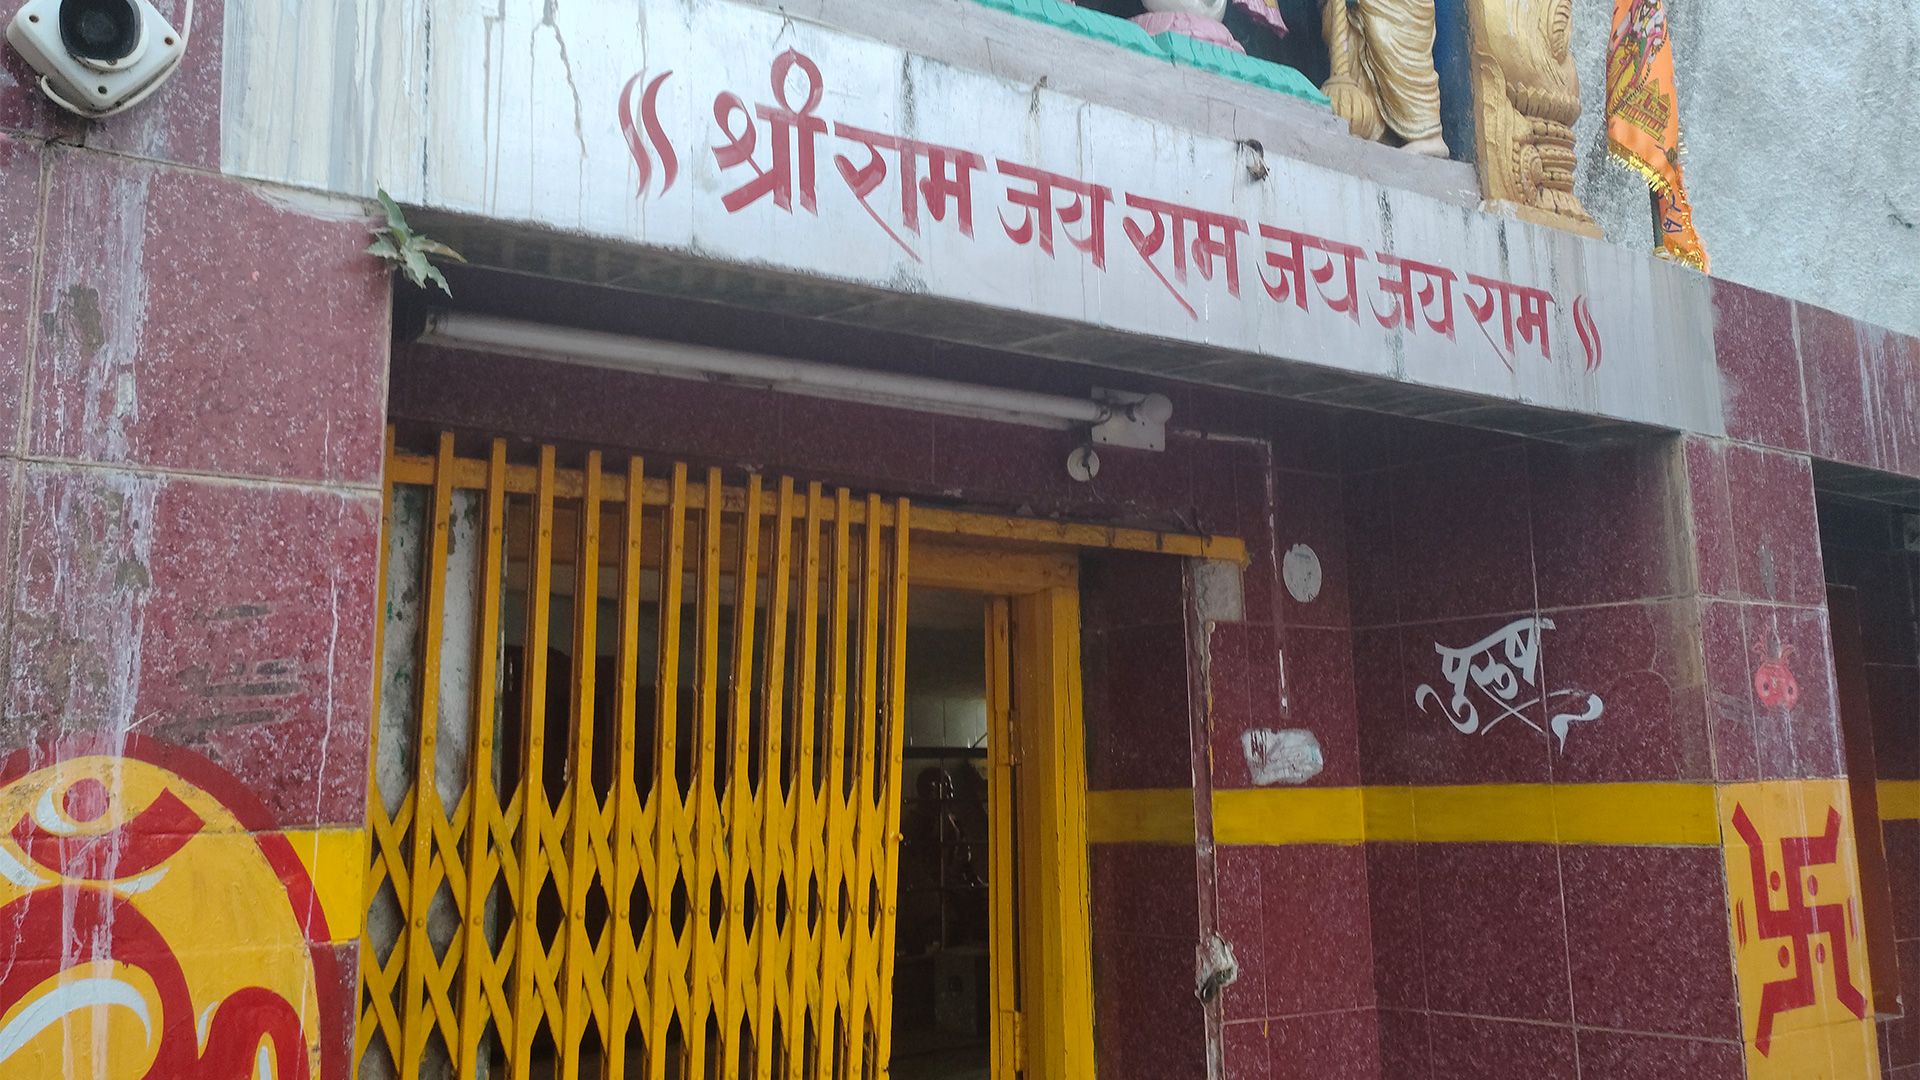 ॥ श्री राम जय राम जय जय राम ॥
पुरुष